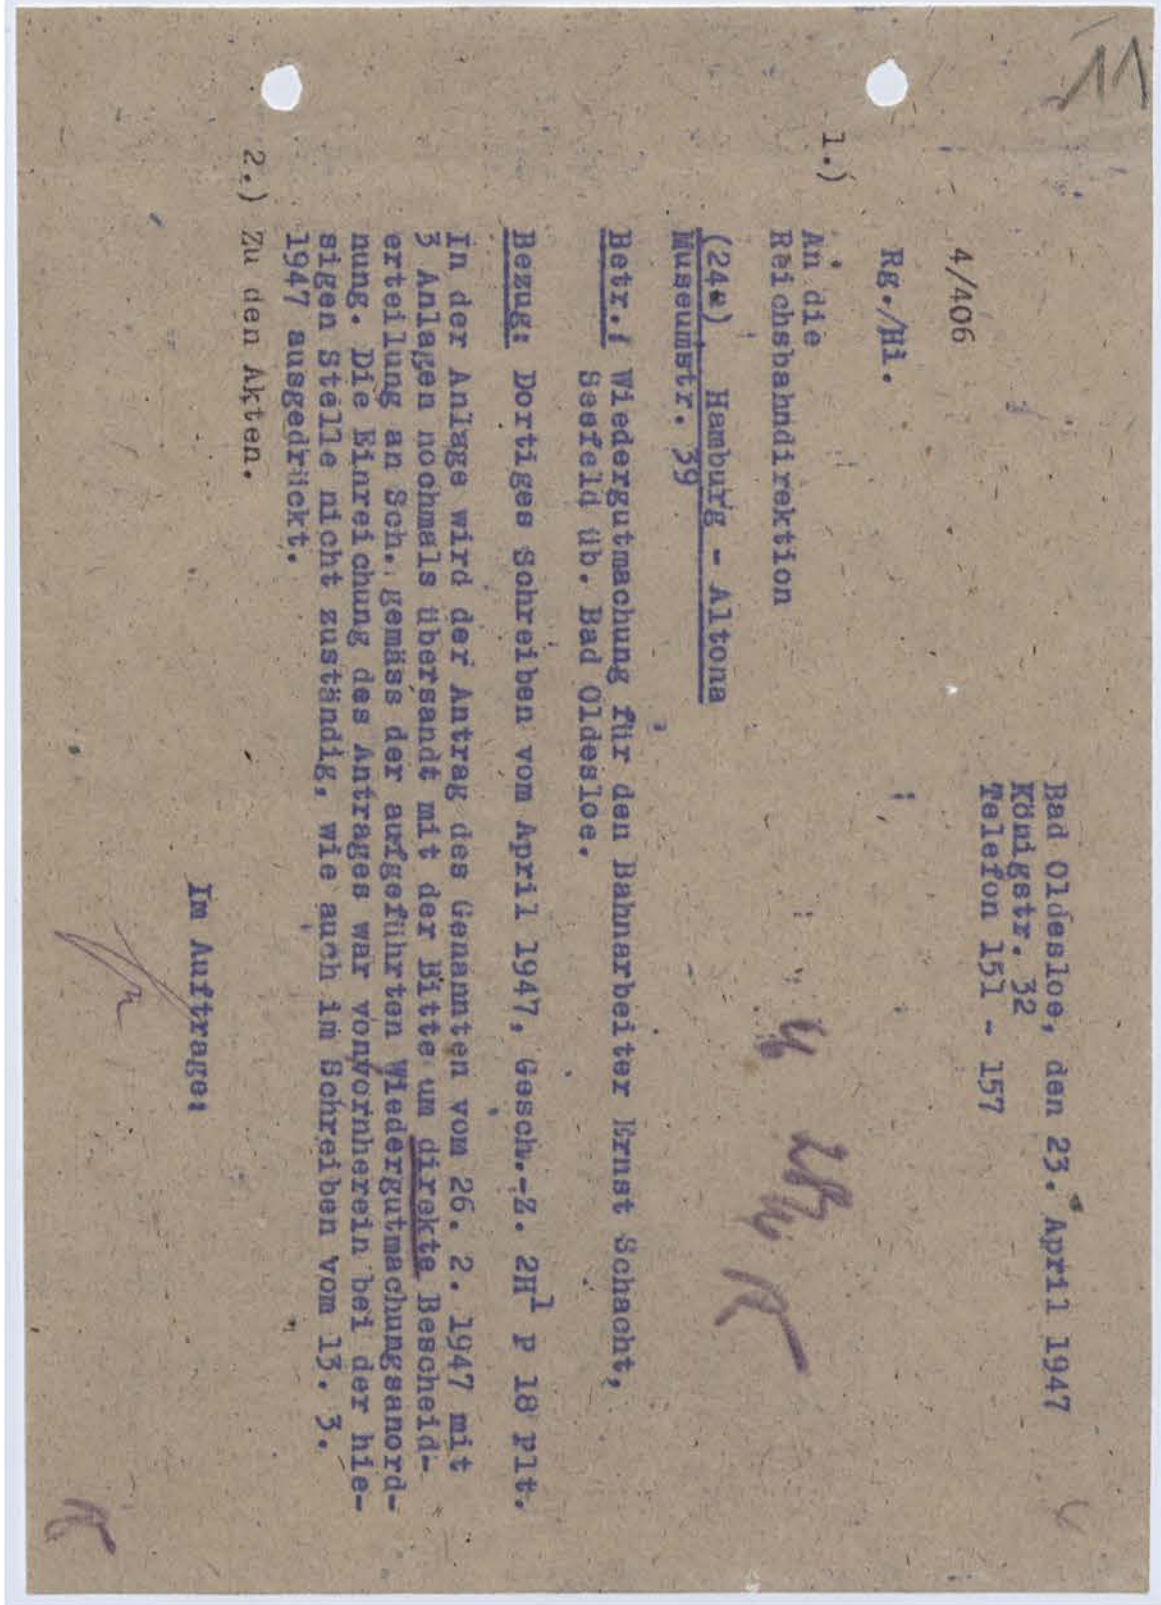 11
Bad Oldesloe, den 23. April 1947
Königstr. 32
Telefon 151 - 157
4/406
Rg./Hi.
1.)
An die
Reichsbahndirektion
(24a) Hamburg - Altona
Museumstr. 39
Betr.: Wiedergutmachung für den Bahnarbeiter Ernst Schacht,
Seefeld üb. Bad Oldesloe.
Bezug: Dortiges Schreiben vom April 1947, Gesch.-Z. 2H1 P 18 Plt.
In der Anlage wird der Antrag des Genannten vom 26. 2. 1947 mit
3 Anlagen nochmals übersandt mit der Bitte um direkte Bescheid-
erteilung an Sch. gemäss der aufgeführten Wiedergutmachungsanord-
nung. Die Einreichung des Antrages war von vornherein bei der hie-
sigen Stelle nicht zuständig, wie auch im Schreiben vom 13. 3.
1947 ausgedrückt.
2.) Zu den Akten.
Im Auftrage: